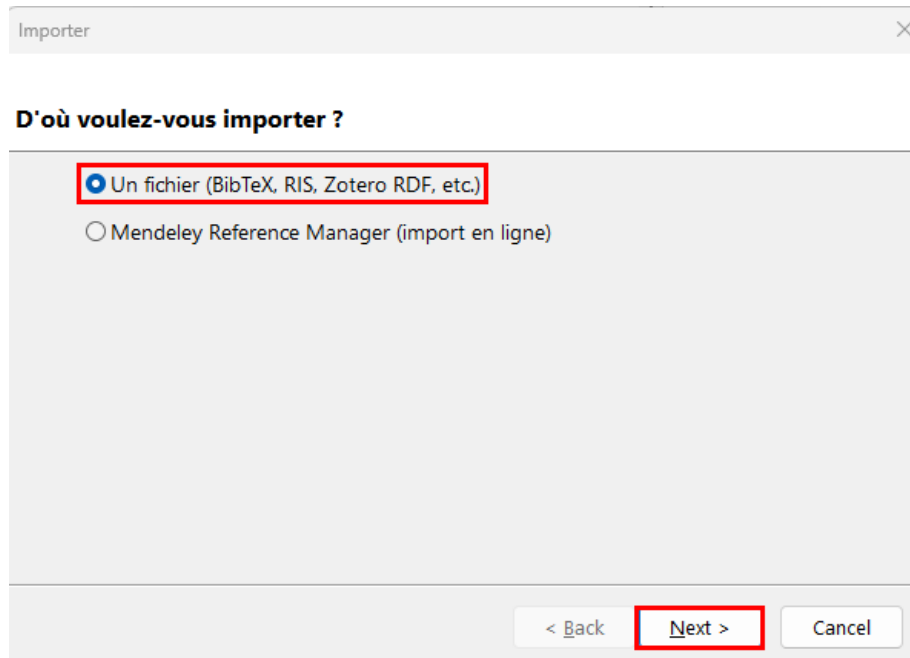 Importer
D'où voulez-vous importer ?
Un fichier (BibTeX, RIS, Zotero RDF, etc.)
Mendeley Reference Manager (import en ligne)
< Back Next > Cancel